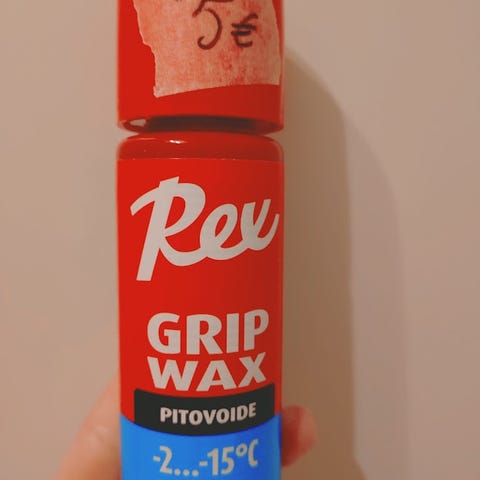 5€
Rex
GRIP
WAX
PITOVOIDE
-2...-15°C